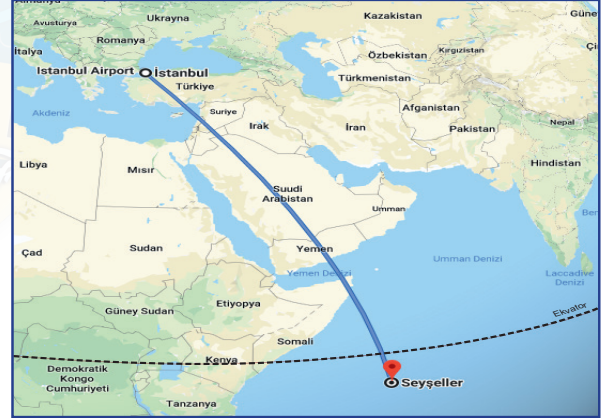 Ukrayna
Kazakistan
Avusturya
Romanya
İtalya
Özbekistan
Kırgızistan
Istanbul Airport
İstanbul
Türkiye
Türkmenistan
Akdeniz
Suriye
Irak
İran
Afganistan
Pakistan
Nepal
Libya
Mısır
Suudi
Arabistan
Umman
Hindistan
Çad
Sudan
Yemen
Yemen Denizi
Umman Denizi
Laccadive
Denizi
Güney Sudan
Etiyopya
Somali
Ekvator
Kenya
Demokratik
Kongo
Cumhuriyeti
Seyşeller
Tanzanya